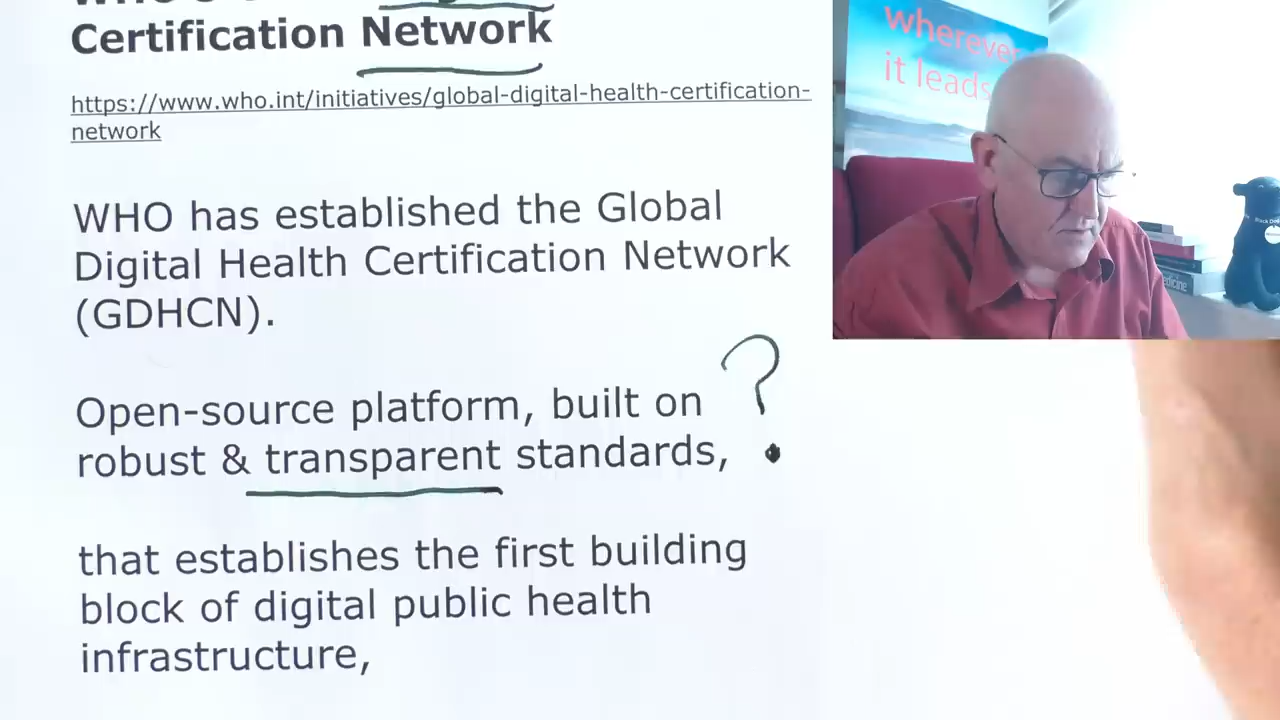 Certification Network
https://www.who.int/initiatives/global-digital-health-certification-
network
WHO has established the Global
Digital Health Certification Network
(GDHCN).
Open-source platform, built on
robust & transparent standards,
?
that establishes the first building
block of digital public health
infrastructure,
wherever
it leads
Black Dog